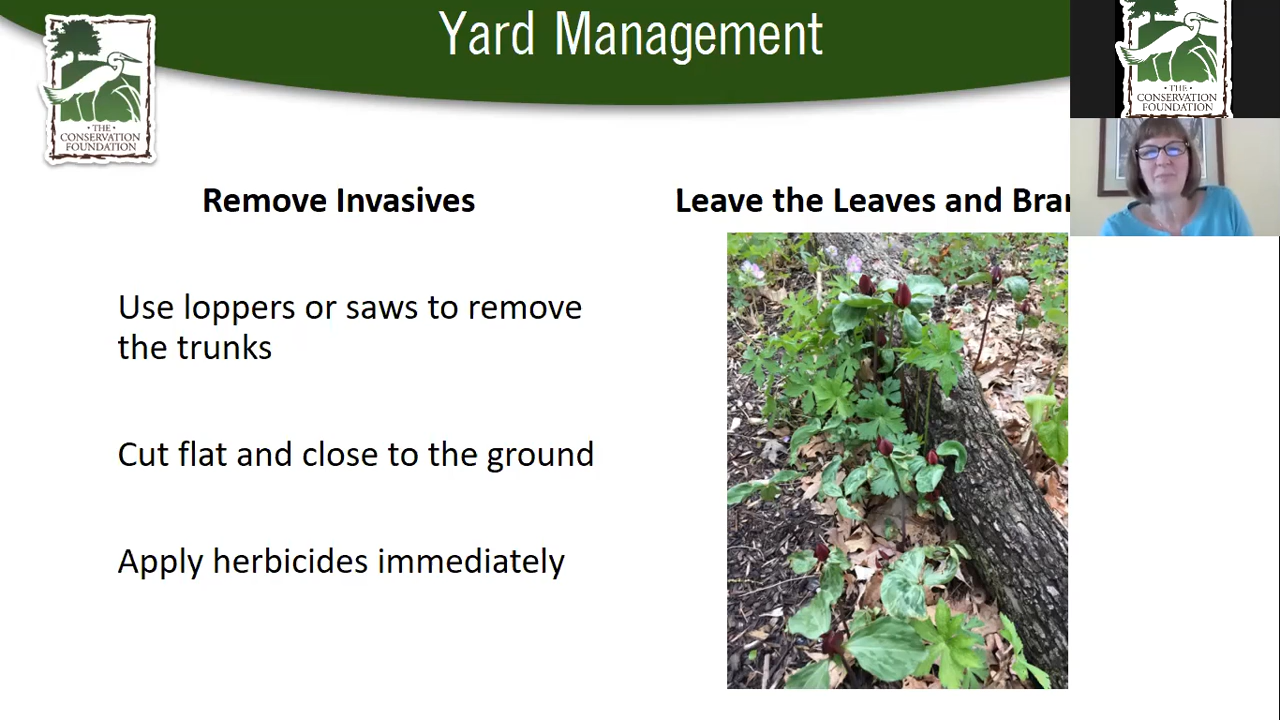 Yard Management
• THE •
CONSERVATION
FOUNDATION
• THE •
CONSERVATION
FOUNDATION
Remove Invasives
Leave the Leaves and Bran
Use loppers or saws to remove
the trunks
Cut flat and close to the ground
Apply herbicides immediately